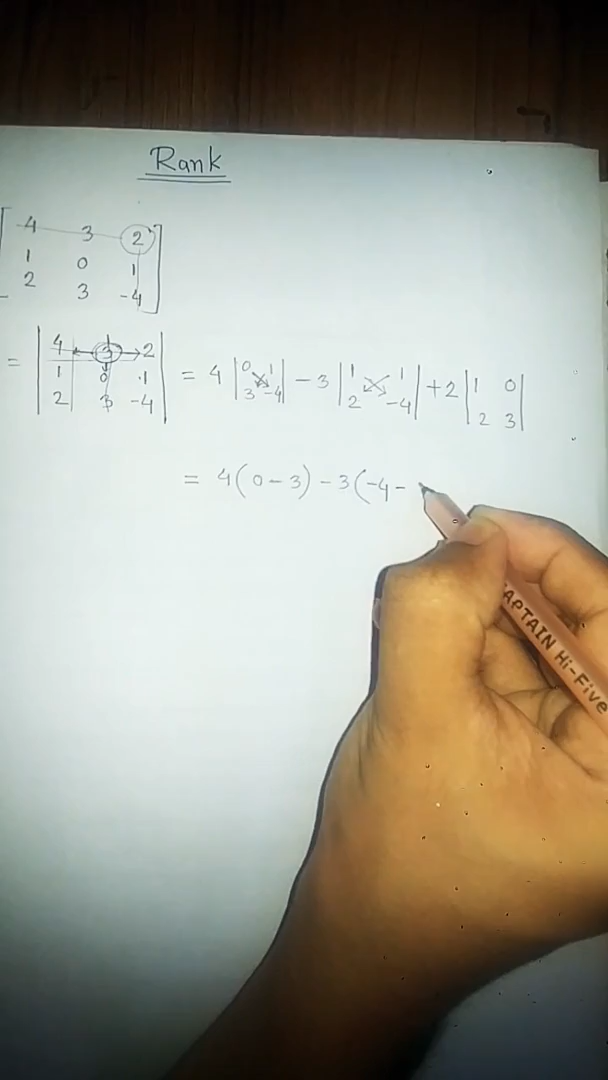 Rank
4 3 2
1 0 1
2 3 -4
= | 4 3 2 | = 4 | 0 1 | - 3 | 1 1 | + 2 | 1 0 |
| 1 0 1 | | 3 -4 | | 2 -4 | | 2 3 |
| 2 3 -4 |
= 4(0-3) - 3(-4-
APTAIN Hi-Five